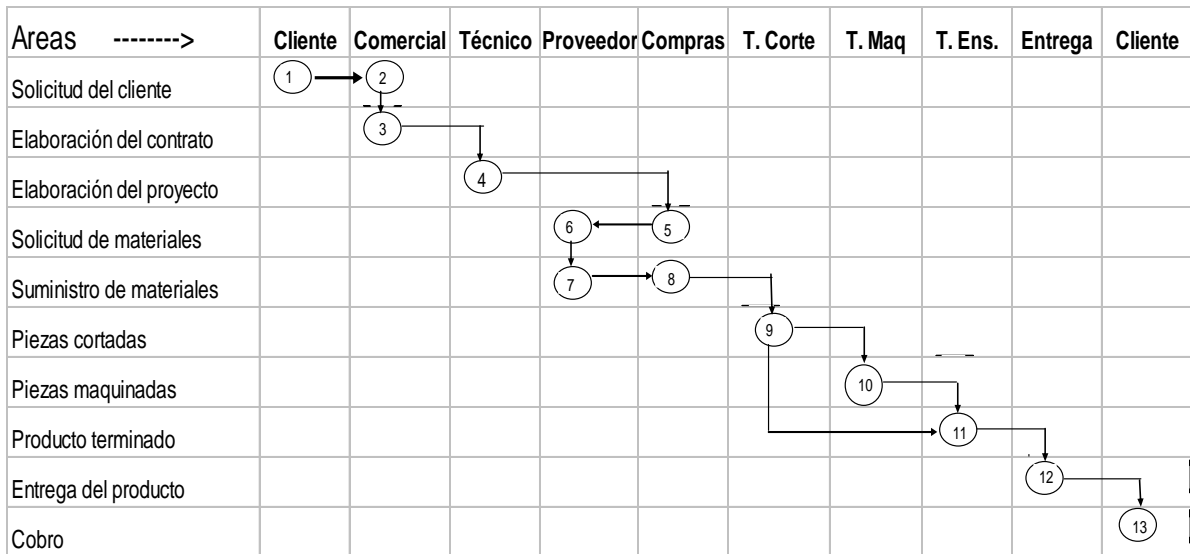 Areas --------> Cliente Comercial Técnico Proveedor Compras T. Corte T. Maq T. Ens. Entrega Cliente
Solicitud del cliente 1 2
Elaboración del contrato 3
Elaboración del proyecto 4
Solicitud de materiales 6 5
Suministro de materiales 7 8
Piezas cortadas 9
Piezas maquinadas 10
Producto terminado 11
Entrega del producto 12
Cobro 13